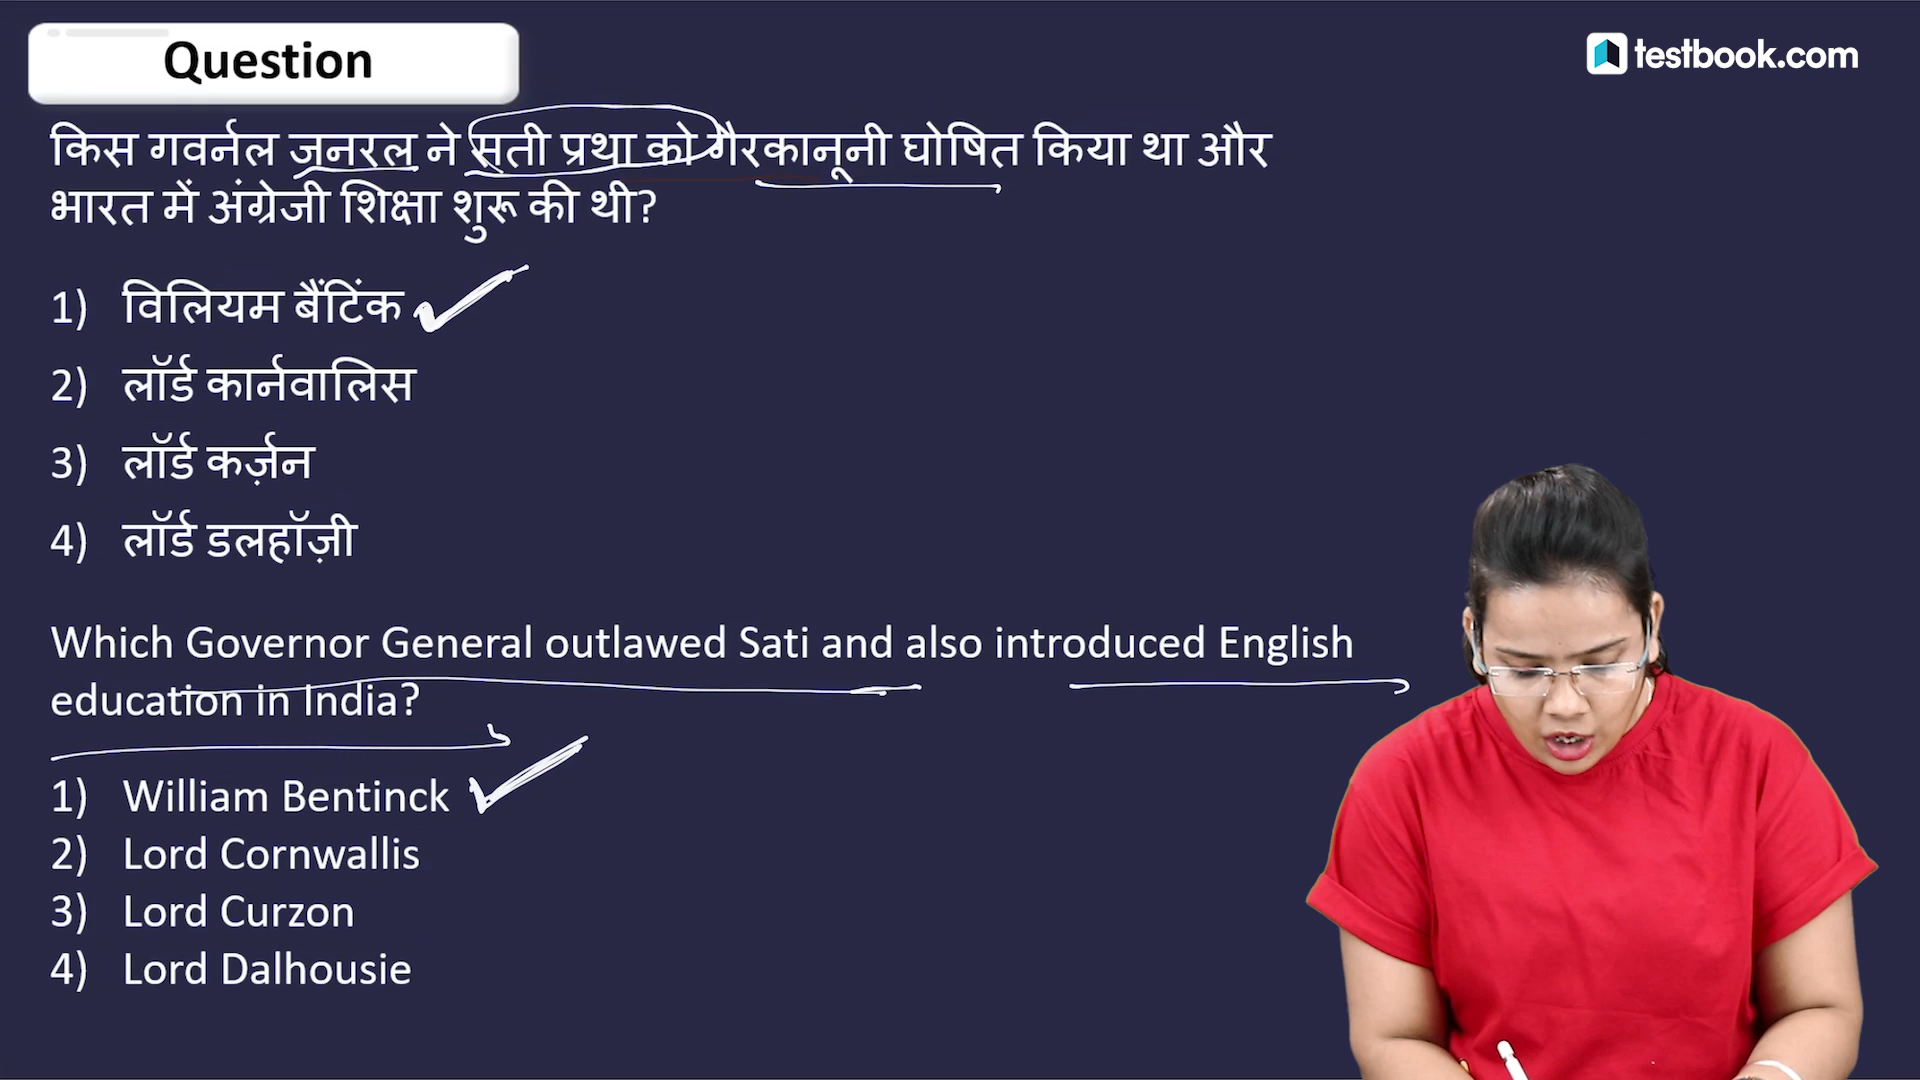 Question
testbook.com
किस गवर्नल जनरल ने सती प्रथा को गैरकानूनी घोषित किया था और
भारत में अंग्रेजी शिक्षा शुरू की थी?
1) विलियम बैंटिंक
2) लॉर्ड कार्नवालिस
3) लॉर्ड कर्ज़न
4) लॉर्ड डलहॉज़ी
Which Governor General outlawed Sati and also introduced English
education in India?
1) William Bentinck
2) Lord Cornwallis
3) Lord Curzon
4) Lord Dalhousie